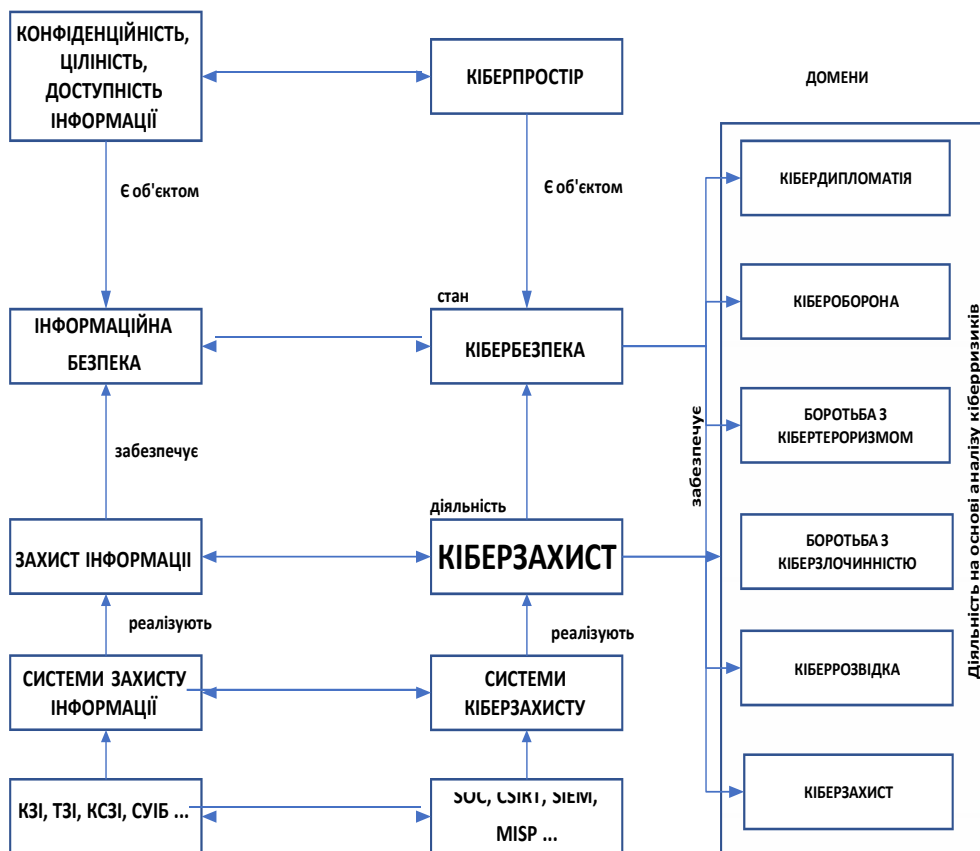 КОНФІДЕНЦІЙНІСТЬ,
ЦІЛІНІСТЬ,
ДОСТУПНІСТЬ
ІНФОРМАЦІЇ
КІБЕРПРОСТІР
ДОМЕНИ
Є об'єктом
Є об'єктом
КІБЕРДИПЛОМАТІЯ
стан
ІНФОРМАЦІЙНА
БЕЗПЕКА
КІБЕРБЕЗПЕКА
КІБЕРОБОРОНА
забезпечує
забезпечує
БОРОТЬБА З
КІБЕРТЕРОРИЗМОМ
Діяльність на основі аналізу кіберризиків
діяльність
ЗАХИСТ ІНФОРМАЦІІ
КІБЕРЗАХИСТ
БОРОТЬБА З
КІБЕРЗЛОЧИННІСТЮ
реалізують
реалізують
СИСТЕМИ ЗАХИСТУ
ІНФОРМАЦІЇ
СИСТЕМИ
КІБЕРЗАХИСТУ
КІБЕРРОЗВІДКА
КЗІ, ТЗІ, КСЗІ, СУІБ ...
SOC, CSIRT, SIEM,
MISP ...
КІБЕРЗАХИСТ